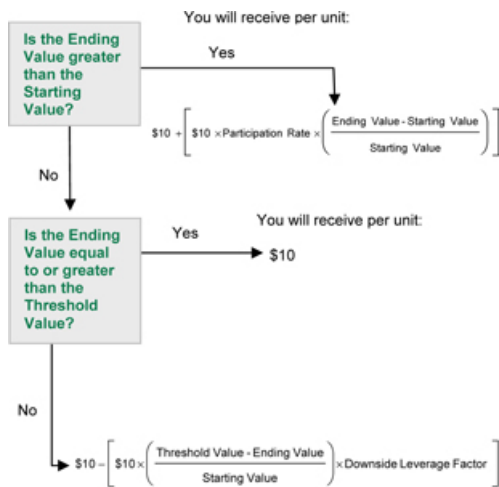 You will receive per unit:
Is the Ending
Value greater
than the
Starting
Value?
Yes
$10 + [ $10 × Participation Rate × ( Ending Value - Starting Value
Starting Value ) ]
No
You will receive per unit:
Is the Ending
Value equal
to or greater
than the
Threshold
Value?
Yes
$10
No
$10 – [ $10 × ( Threshold Value - Ending Value
Starting Value ) × Downside Leverage Factor ]